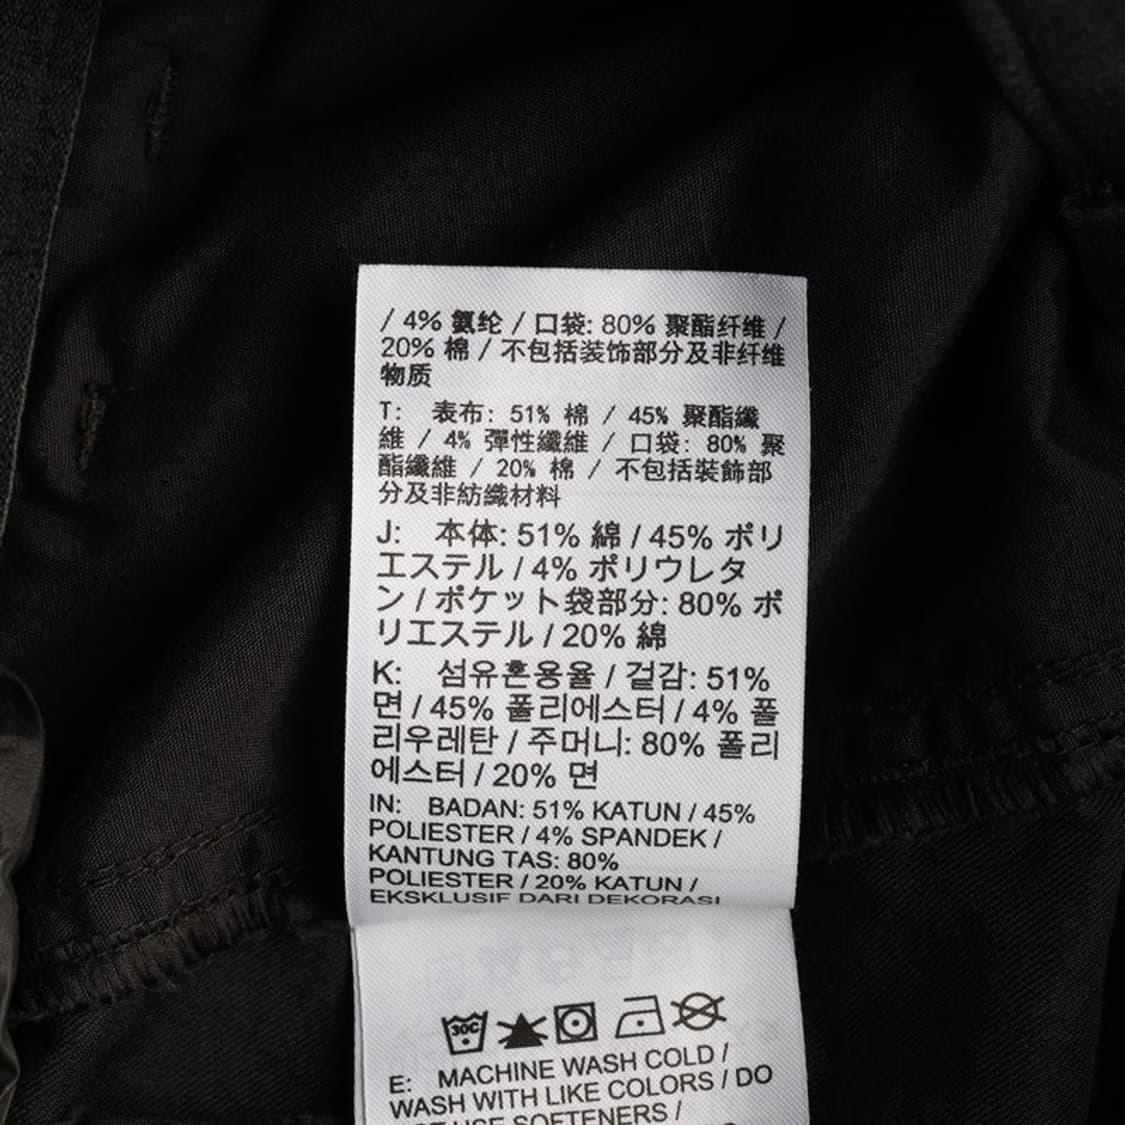 / 4% 氨纶 / 口袋: 80% 聚酯纤维 /
20% 棉 / 不包括装饰部分及非纤维
物质
T: 表布: 51% 棉 / 45% 聚酯纖
維 / 4% 彈性纖維 / 口袋: 80% 聚
酯纖維 / 20% 棉 / 不包括裝飾部
分及非紡織材料
J: 本体: 51% 綿 / 45% ポリ
エステル / 4% ポリウレタ
ン / ポケット袋部分: 80% ポ
リエステル / 20% 綿
K: 섬유혼용율 / 겉감: 51%
면 / 45% 폴리에스터 / 4% 폴
리우레탄 / 주머니: 80% 폴리
에스터 / 20% 면
IN: BADAN: 51% KATUN / 45%
POLIESTER / 4% SPANDEK /
KANTUNG TAS: 80%
POLIESTER / 20% KATUN /
EKSKLUSIF DARI DEKORASI
30C
E: MACHINE WASH COLD /
WASH WITH LIKE COLORS / DO
USE SOFTENERS /